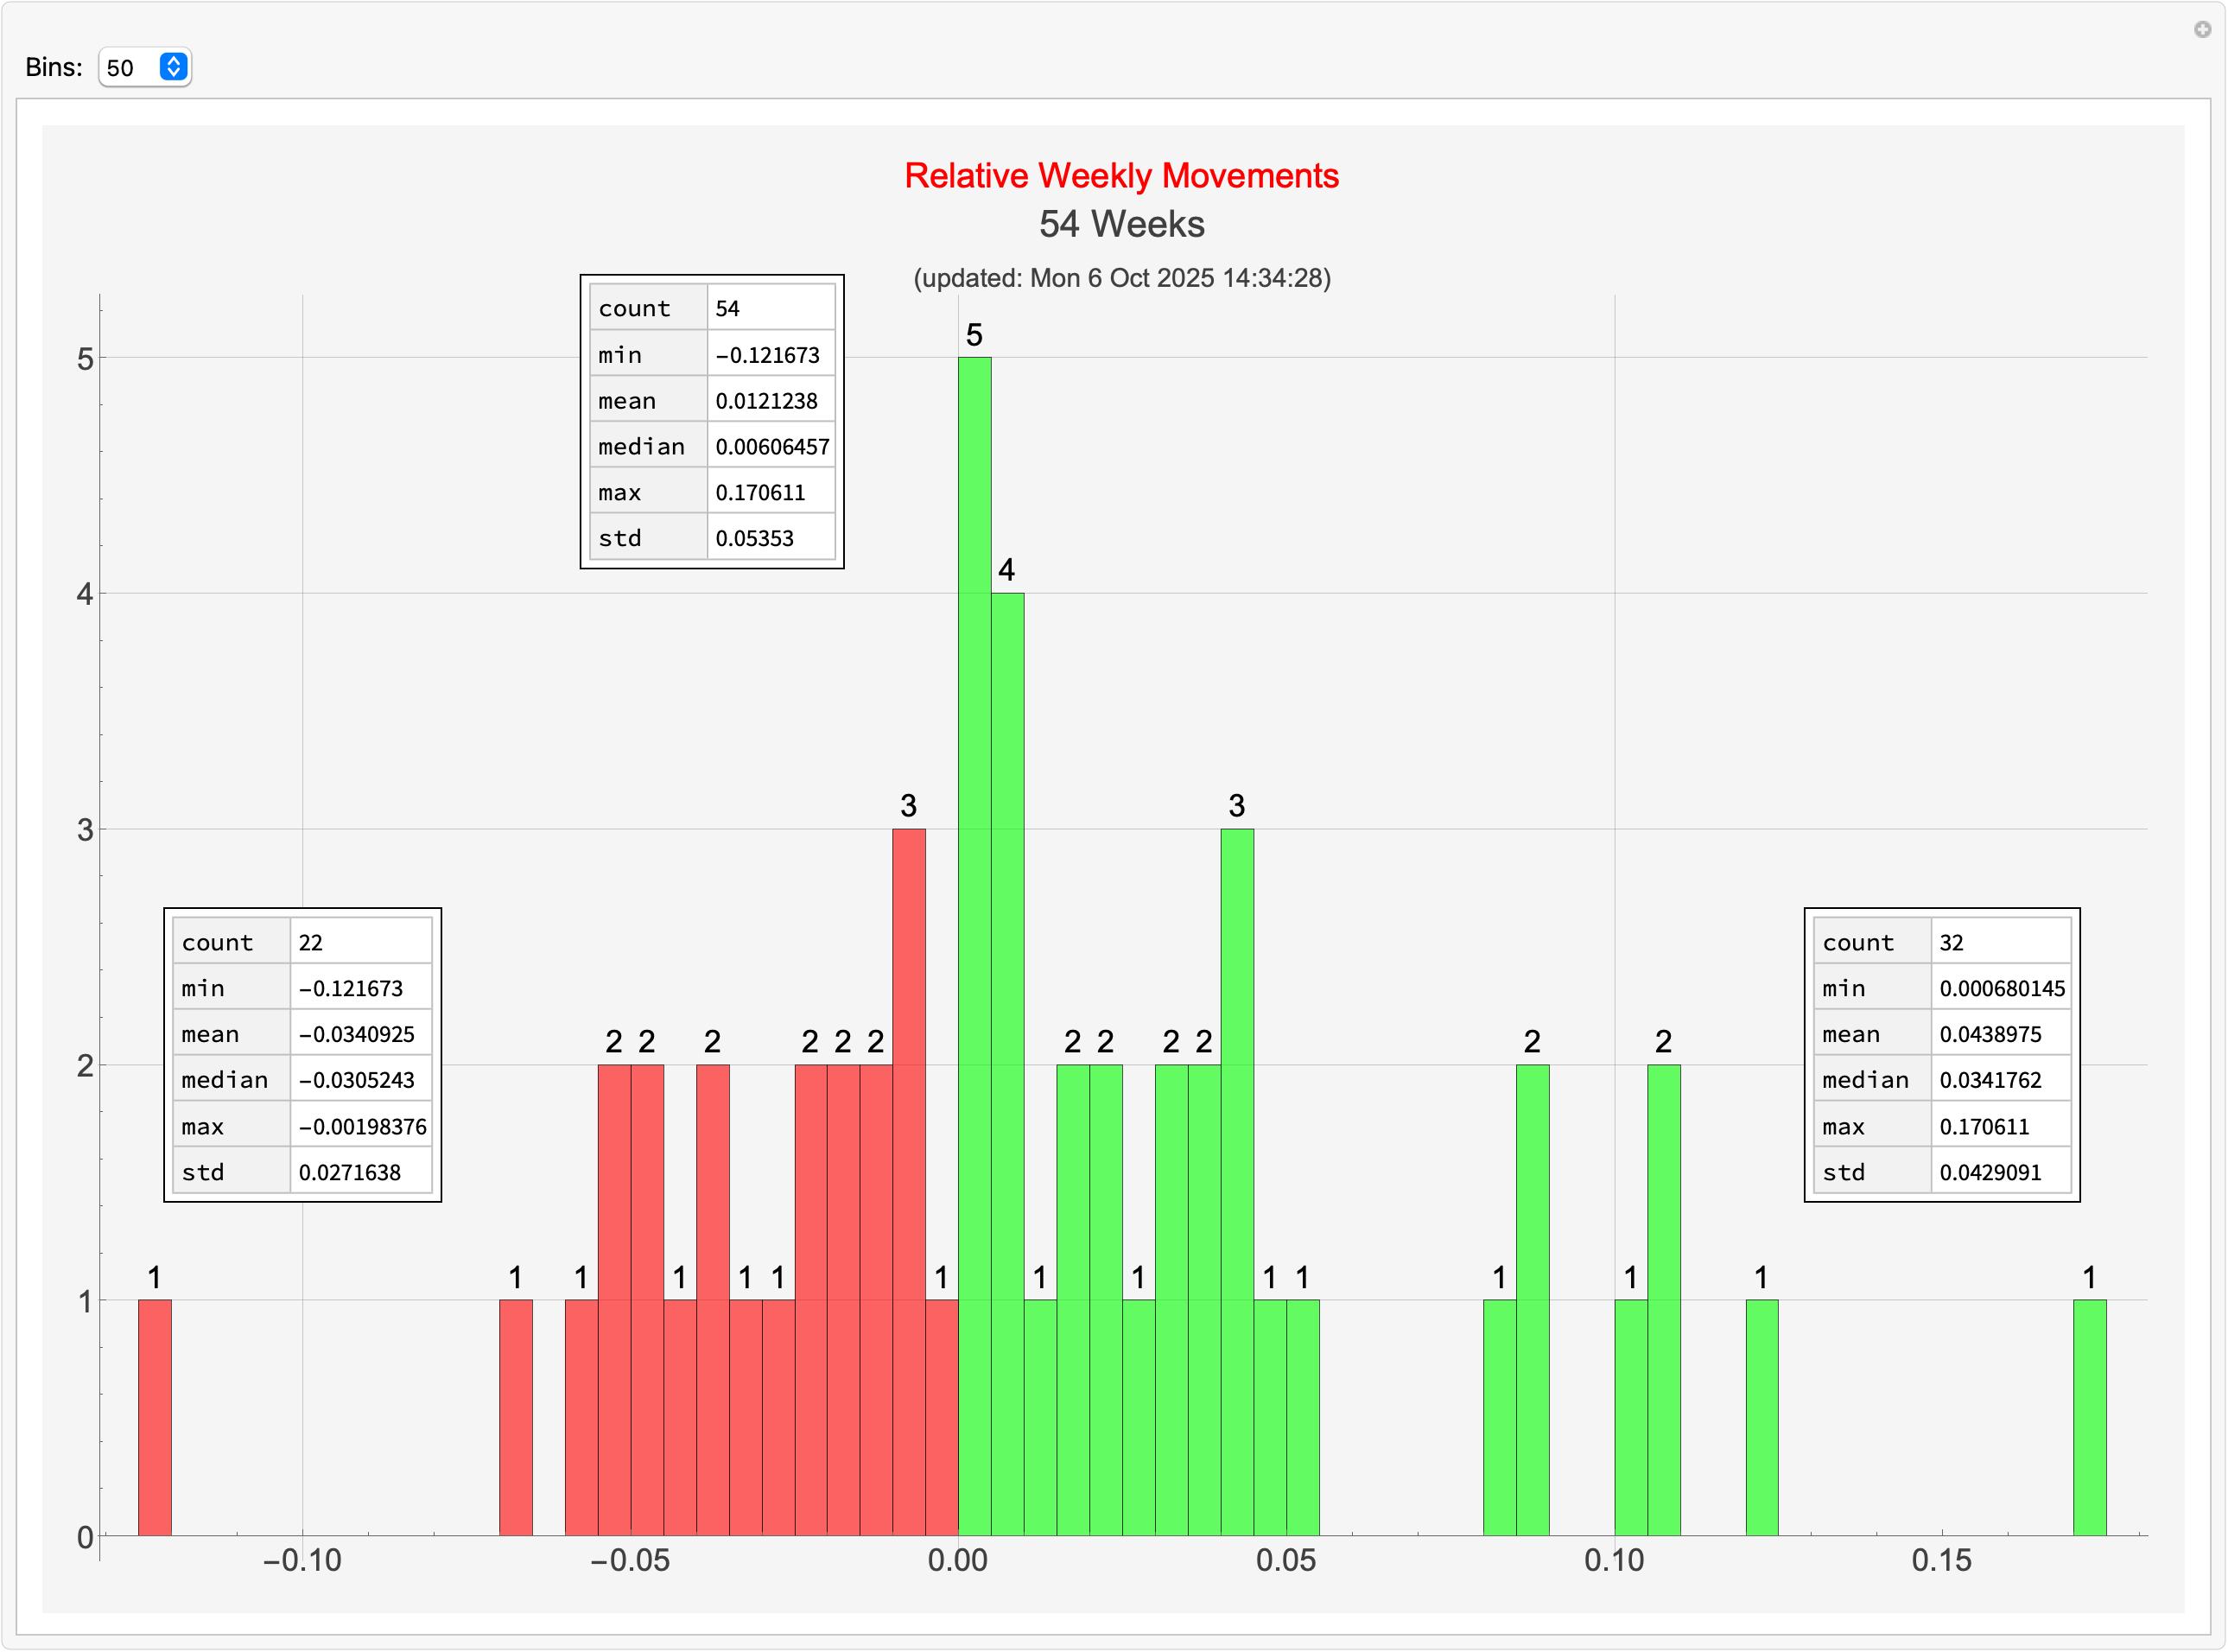 Bins: 50
Relative Weekly Movements
54 Weeks
(updated: Mon 6 Oct 2025 14:34:28)
count 54
min −0.121673
mean 0.0121238
median 0.00606457
max 0.170611
std 0.05353
count 22
min −0.121673
mean −0.0340925
median −0.0305243
max −0.00198376
std 0.0271638
count 32
min 0.000680145
mean 0.0438975
median 0.0341762
max 0.170611
std 0.0429091
5
4
3
2
1
0
1 1 1 2 2 1 2 1 1 2 2 2 3 1 5 4 1 2 2 1 2 2 3 1 1 1 2 1 2 1 1
−0.10 −0.05 0.00 0.05 0.10 0.15